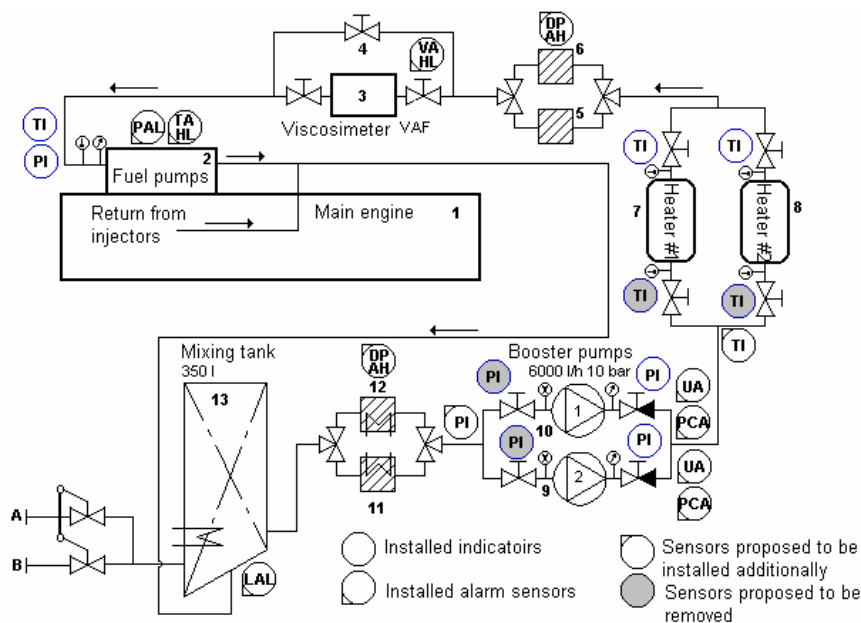 4
VA
HL
DP
AH
6
3
5
Viscosimeter VAF
TI
PI
PAL
TA
HL
2
Fuel pumps
TI
TI
Return from
injectors
Main engine
1
7
Heater #1
Heater #2
8
TI
TI
TI
Mixing tank
350 l
13
DP
AH
12
Booster pumps
6000 l/h 10 bar
PI
PI
UA
PI
1
10
PCA
PI
PI
UA
2
9
PCA
11
A
B
LAL
Installed indicatoirs
Installed alarm sensors
Sensors proposed to be
installed additionally
Sensors proposed to be
removed